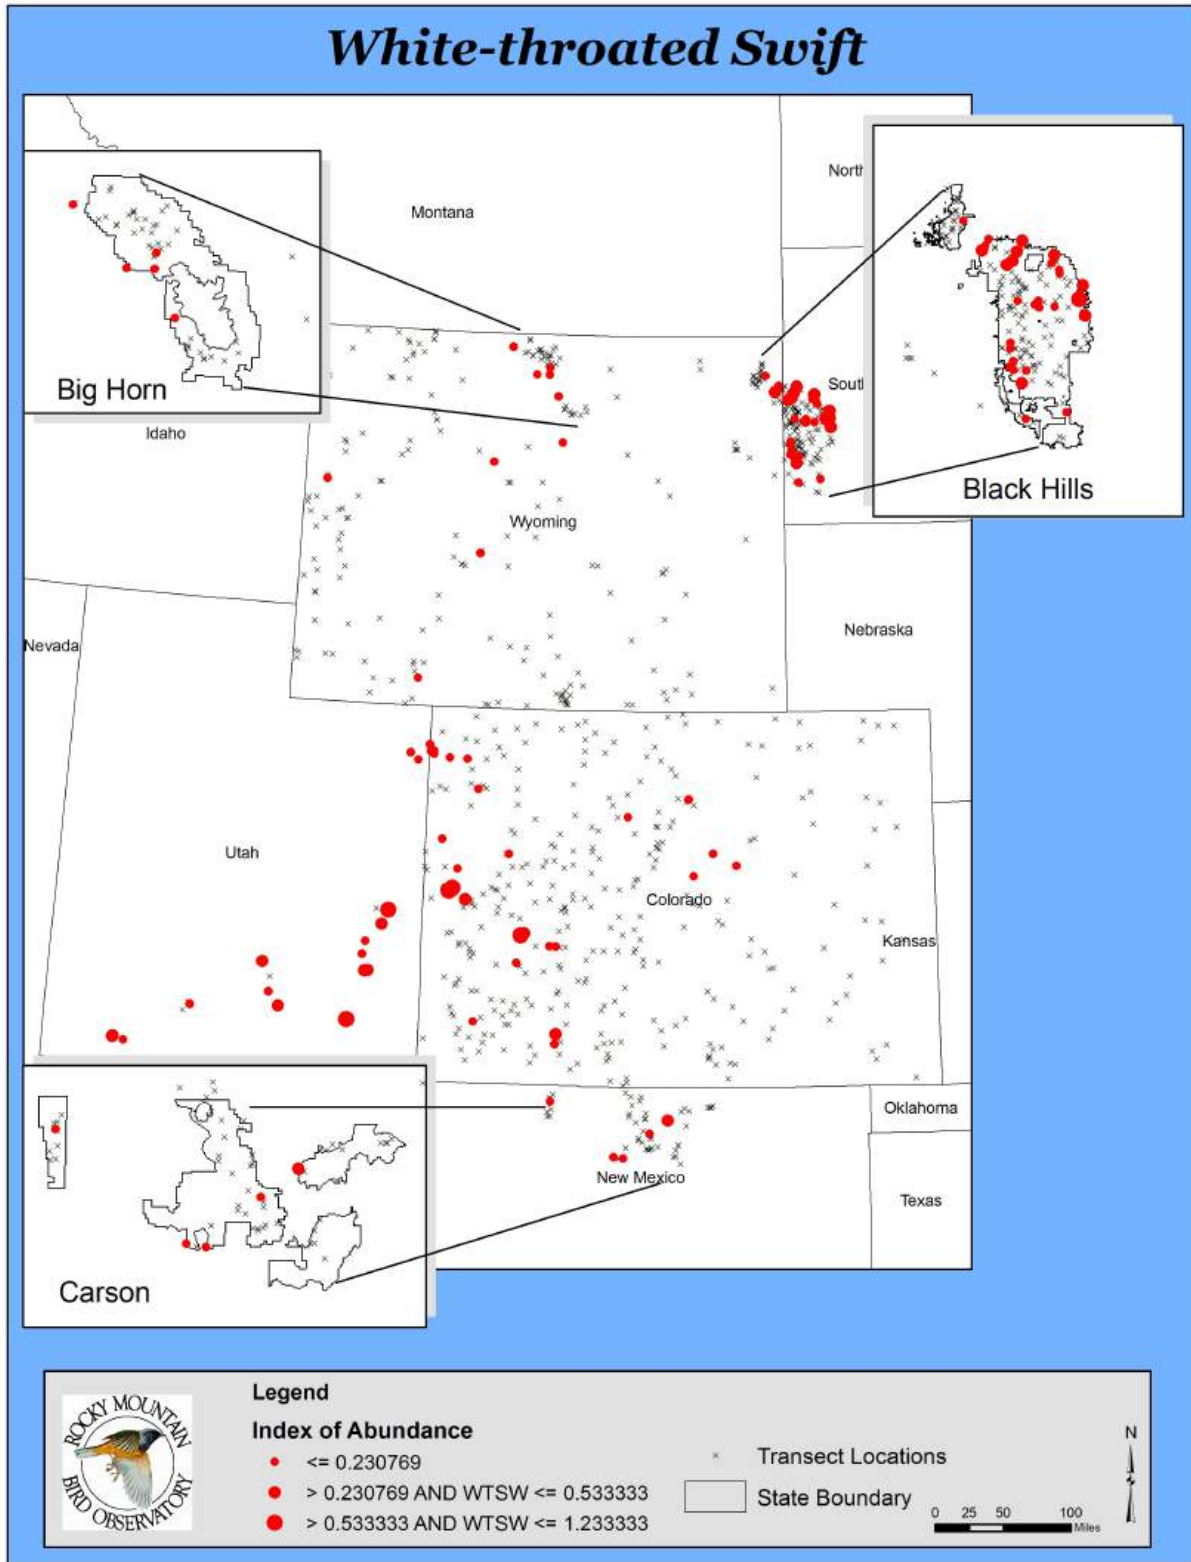 White-throated Swift
Montana
North
Big Horn
Idaho
South
Black Hills
Wyoming
Nevada
Nebraska
Utah
Colorado
Kansas
Oklahoma
New Mexico
Texas
Carson
ROCKY MOUNTAIN
BIRD OBSERVATORY
Legend
Index of Abundance
<= 0.230769
> 0.230769 AND WTSW <= 0.533333
> 0.533333 AND WTSW <= 1.233333
Transect Locations
State Boundary
N
0 25 50 100
Miles